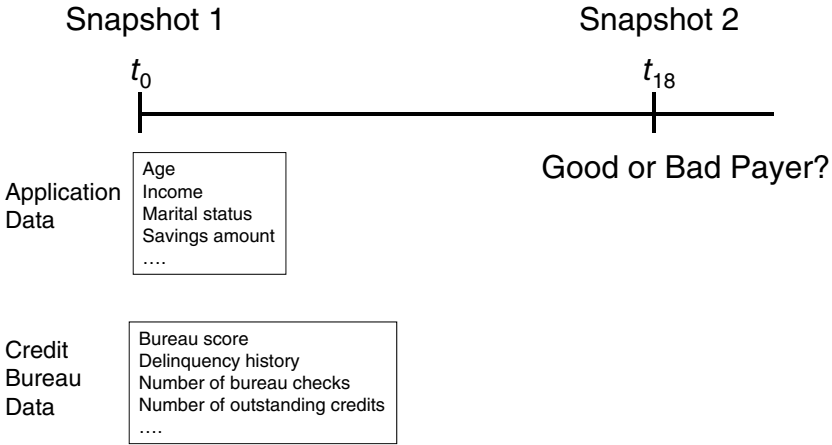 Snapshot 1
Snapshot 2
t0
t18
Good or Bad Payer?
Application
Data
Age
Income
Marital status
Savings amount
....
Credit
Bureau
Data
Bureau score
Delinquency history
Number of bureau checks
Number of outstanding credits
....